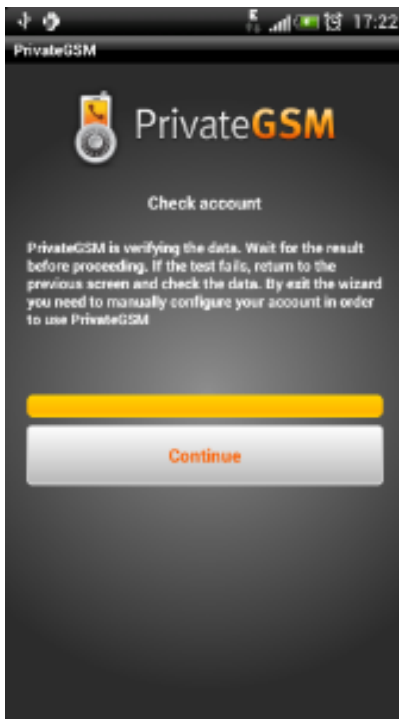 17:22
PrivateGSM
PrivateGSM
Check account
PrivateGSM is verifying the data. Wait for the result
before proceeding. If the test fails, return to the
previous screen and check the data. By exit the wizard
you need to manually configure your account in order
to use PrivateGSM
Continue